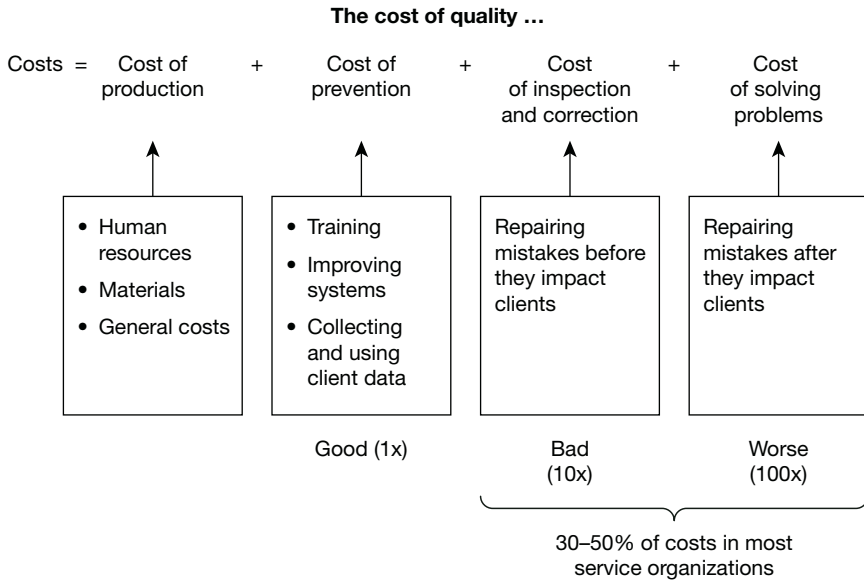 The cost of quality …
Costs = Cost of production + Cost of prevention + Cost of inspection and correction + Cost of solving problems
• Human
resources
• Materials
• General costs
• Training
• Improving
systems
• Collecting
and using
client data
Repairing
mistakes before
they impact
clients
Repairing
mistakes after
they impact
clients
Good (1x)
Bad
(10x)
Worse
(100x)
30–50% of costs in most
service organizations